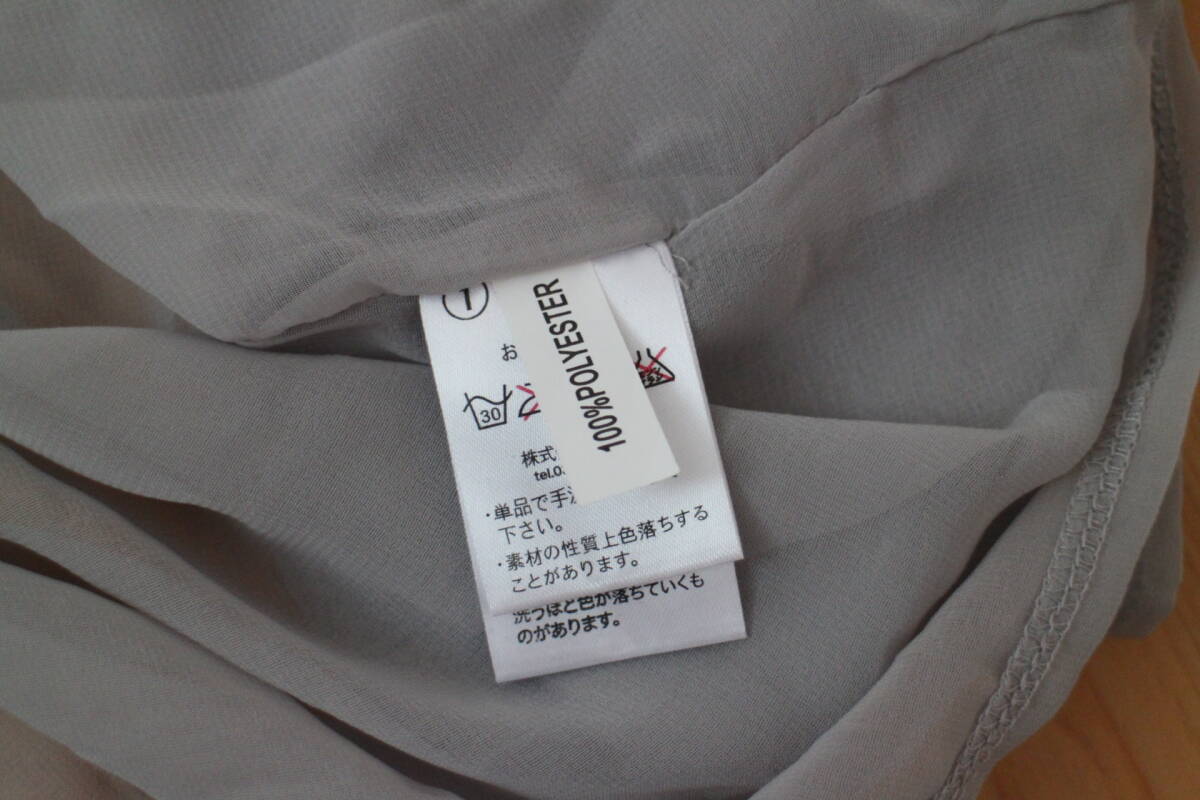 1
100%POLYESTER
お
30
株式
tel.03
・単品で手洗
下さい。
・素材の性質上色落ちする
ことがあります。
洗うほど色が落ちていくも
のがあります。